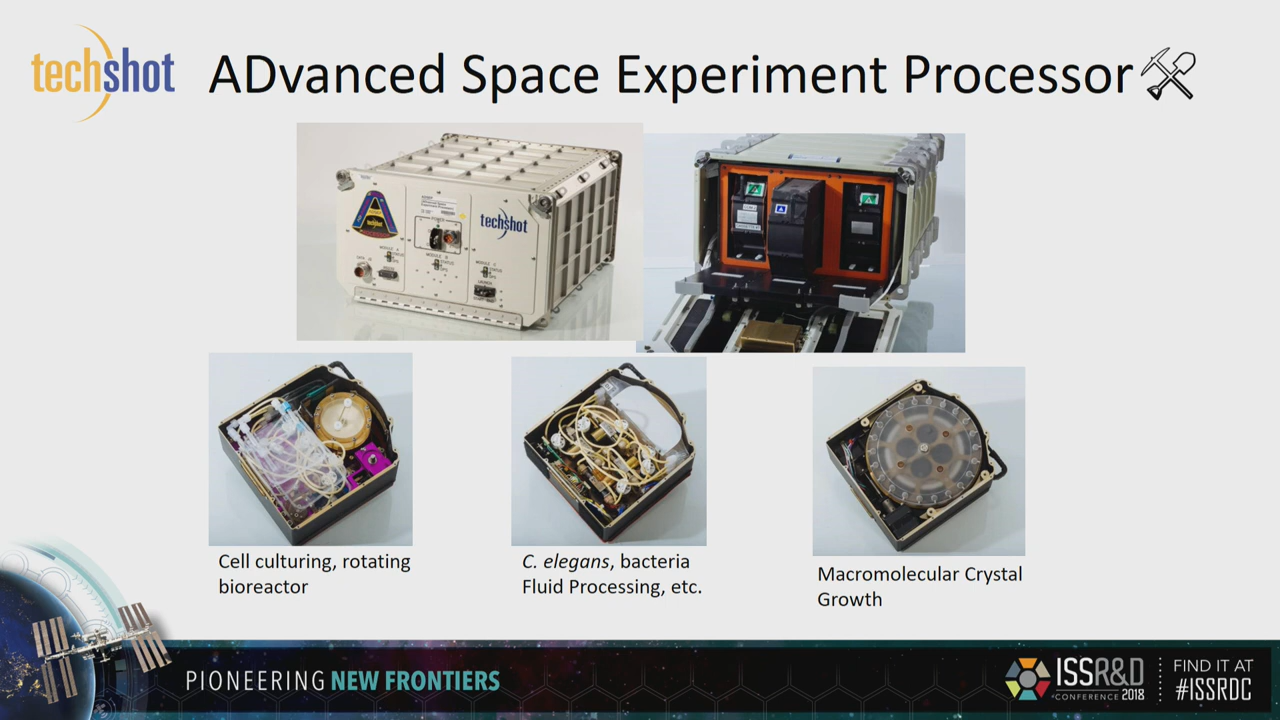 techshot
ADvanced Space Experiment Processor
techshot
Cell culturing, rotating
bioreactor
C. elegans, bacteria
Fluid Processing, etc.
Macromolecular Crystal
Growth
PIONEERING NEW FRONTIERS
ISSR&D
CONFERENCE 2018
FIND IT AT
#ISSRDC